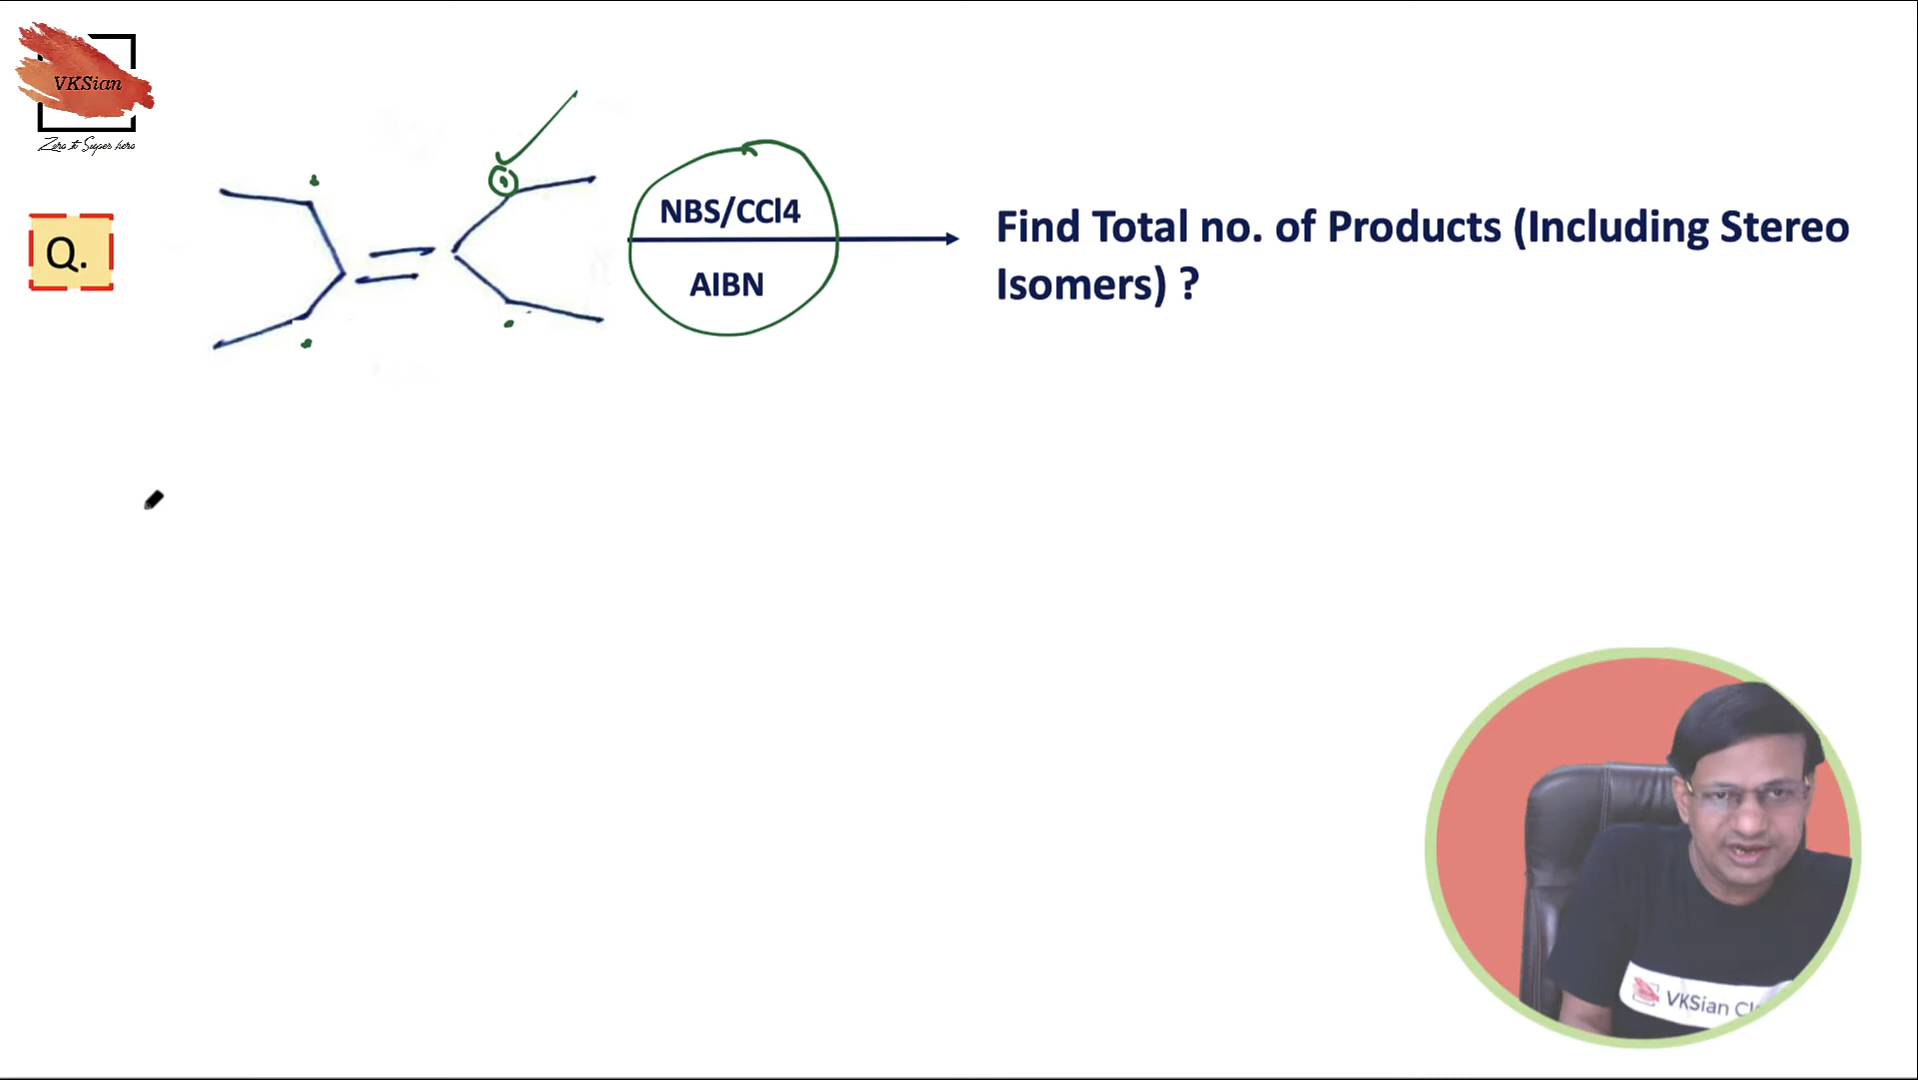 VKSian
Zero to Super hero
Q.
NBS/CCl4
AIBN
Find Total no. of Products (Including Stereo
Isomers) ?
VKSian